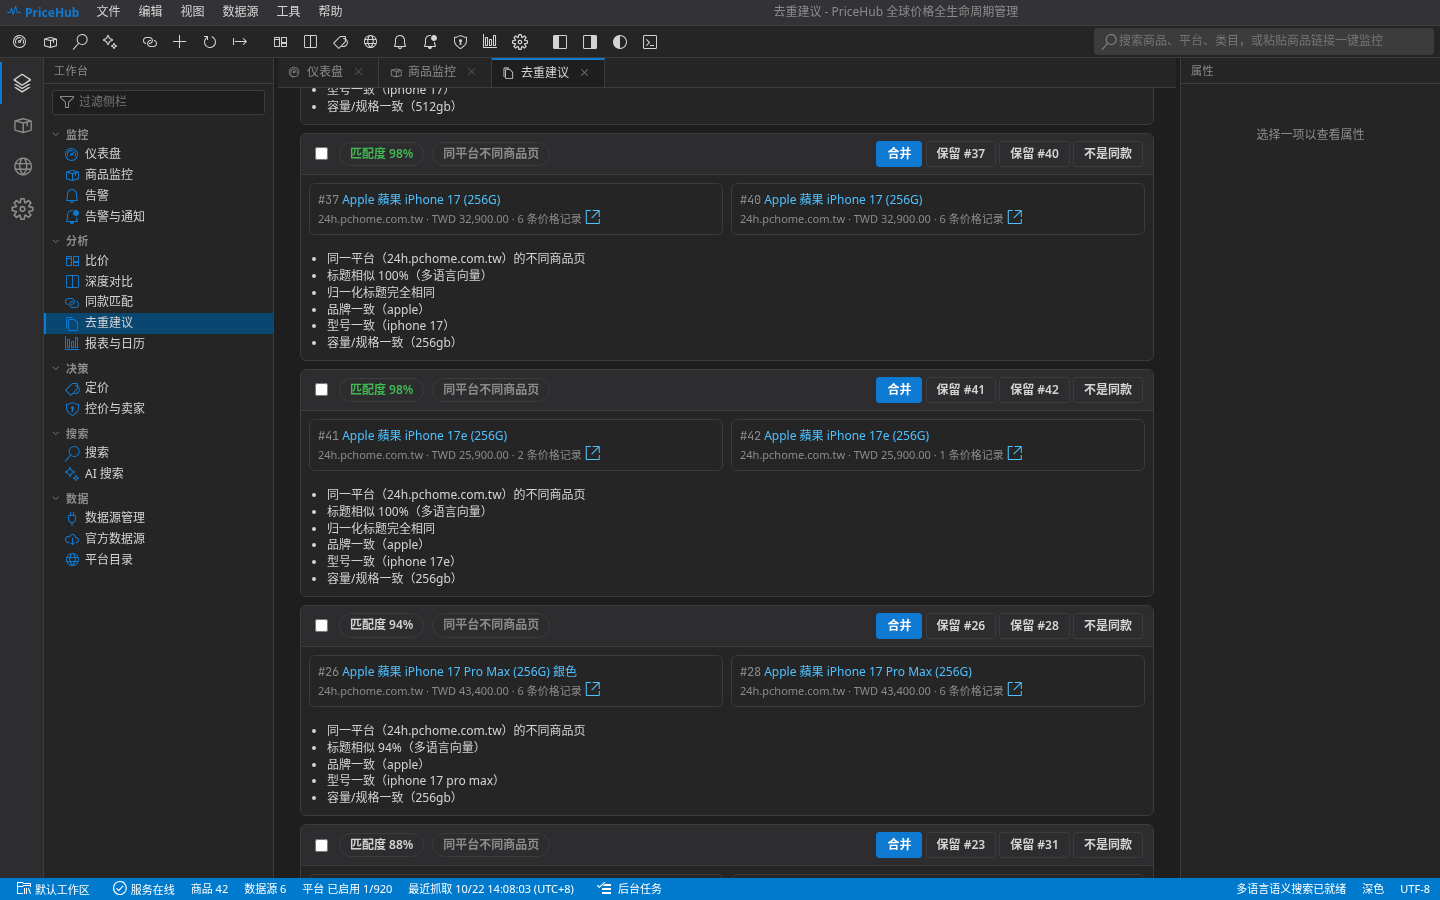 PriceHub 文件 编辑 视图 数据源 工具 帮助
去重建议 - PriceHub 全球价格全生命周期管理
搜索商品、平台、类目，或粘贴商品链接一键监控
工作台
过滤侧栏
监控
仪表盘
商品监控
告警
告警与通知
分析
比价
深度对比
同款匹配
去重建议
报表与日历
决策
定价
控价与卖家
搜索
搜索
AI 搜索
数据
数据源管理
官方数据源
平台目录
仪表盘
商品监控
去重建议
型号一致（iphone 17）
容量/规格一致（512gb）
匹配度 98% 同平台不同商品页 合并 保留 #37 保留 #40 不是同款
#37 Apple 蘋果 iPhone 17 (256G)
24h.pchome.com.tw · TWD 32,900.00 · 6 条价格记录
#40 Apple 蘋果 iPhone 17 (256G)
24h.pchome.com.tw · TWD 32,900.00 · 6 条价格记录
同一平台（24h.pchome.com.tw）的不同商品页
标题相似 100%（多语言向量）
归一化标题完全相同
品牌一致（apple）
型号一致（iphone 17）
容量/规格一致（256gb）
匹配度 98% 同平台不同商品页 合并 保留 #41 保留 #42 不是同款
#41 Apple 蘋果 iPhone 17e (256G)
24h.pchome.com.tw · TWD 25,900.00 · 2 条价格记录
#42 Apple 蘋果 iPhone 17e (256G)
24h.pchome.com.tw · TWD 25,900.00 · 1 条价格记录
同一平台（24h.pchome.com.tw）的不同商品页
标题相似 100%（多语言向量）
归一化标题完全相同
品牌一致（apple）
型号一致（iphone 17e）
容量/规格一致（256gb）
匹配度 94% 同平台不同商品页 合并 保留 #26 保留 #28 不是同款
#26 Apple 蘋果 iPhone 17 Pro Max (256G) 銀色
24h.pchome.com.tw · TWD 43,400.00 · 6 条价格记录
#28 Apple 蘋果 iPhone 17 Pro Max (256G)
24h.pchome.com.tw · TWD 43,400.00 · 6 条价格记录
同一平台（24h.pchome.com.tw）的不同商品页
标题相似 94%（多语言向量）
品牌一致（apple）
型号一致（iphone 17 pro max）
容量/规格一致（256gb）
匹配度 88% 同平台不同商品页 合并 保留 #23 保留 #31 不是同款
属性
选择一项以查看属性
默认工作区 服务在线 商品 42 数据源 6 平台 已启用 1/920 最近抓取 10/22 14:08:03 (UTC+8) 后台任务 多语言语义搜索已就绪 深色 UTF-8